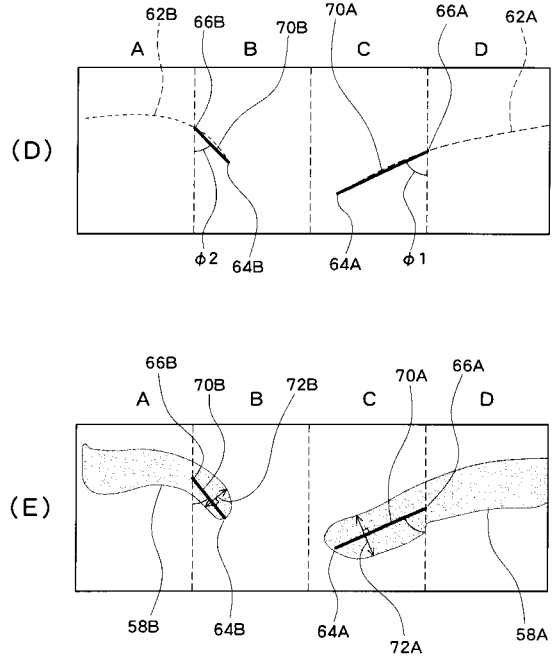 62B 66B 70B 70A 66A 62A
A B C D
(D)
φ2 64B 64A φ1
66B 70B 72B 70A 66A
A B C D
(E)
58B 64B 64A 72A 58A